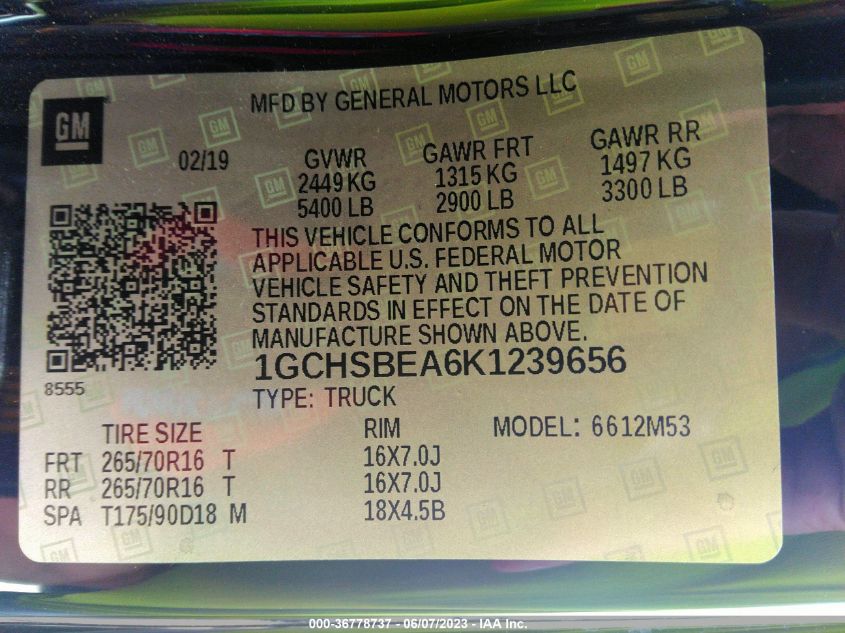 GM
MFD BY GENERAL MOTORS LLC
02/19
GVWR
2449 KG
5400 LB
GAWR FRT
1315 KG
2900 LB
GAWR RR
1497 KG
3300 LB
THIS VEHICLE CONFORMS TO ALL
APPLICABLE U.S. FEDERAL MOTOR
VEHICLE SAFETY AND THEFT PREVENTION
STANDARDS IN EFFECT ON THE DATE OF
MANUFACTURE SHOWN ABOVE.
8555
1GCHSBEA6K1239656
TYPE: TRUCK
TIRE SIZE RIM MODEL: 6612M53
FRT 265/70R16 T 16X7.0J
RR 265/70R16 T 16X7.0J
SPA T175/90D18 M 18X4.5B
000-36778737 - 06/07/2023 - IAA Inc.